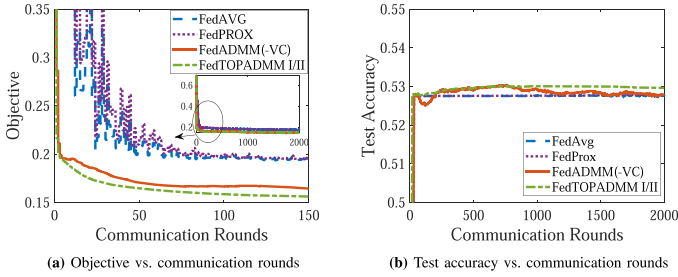 0.35
0.3
0.25
0.2
0.15
Objective
FedAVG
FedPROX
FedADMM(-VC)
FedTOPADMM I/II
0.6
0.4
0.2
0 1000 2000
0 50 100 150
Communication Rounds
(a) Objective vs. communication rounds
0.55
0.54
0.53
0.52
0.51
0.5
Test Accuracy
FedAvg
FedProx
FedADMM(-VC)
FedTOPADMM I/II
0 500 1000 1500 2000
Communication Rounds
(b) Test accuracy vs. communication rounds